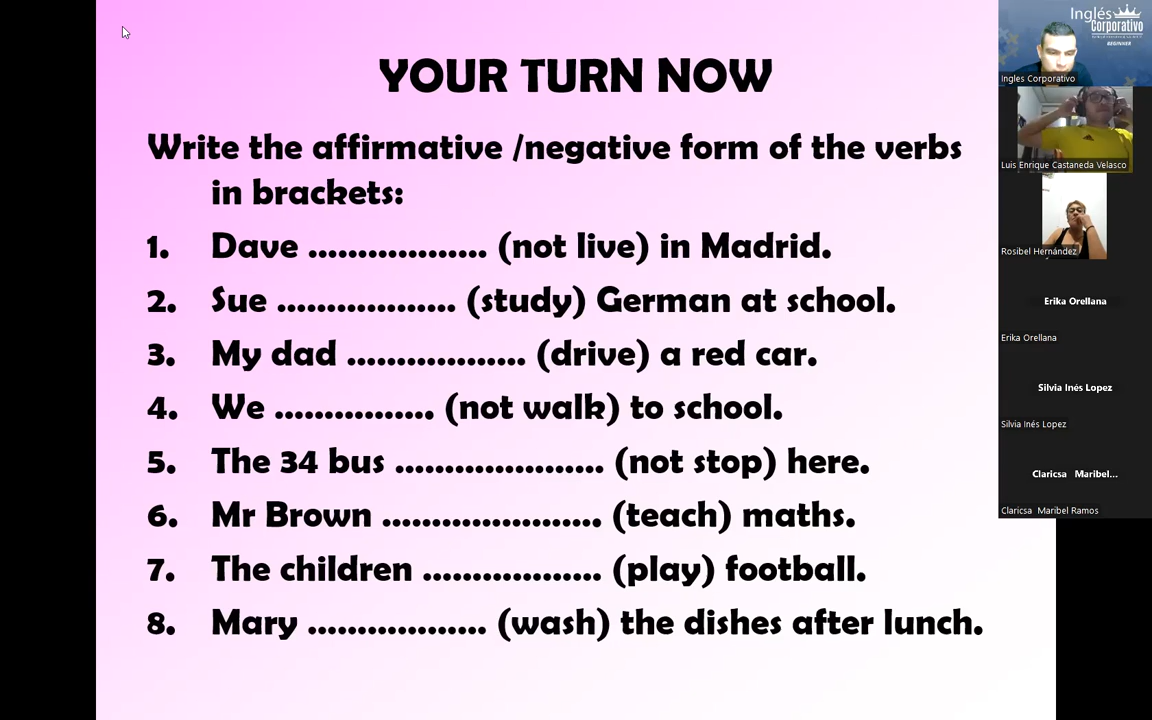 YOUR TURN NOW
Write the affirmative /negative form of the verbs
in brackets:
1. Dave .................. (not live) in Madrid.
2. Sue .................. (study) German at school.
3. My dad .................. (drive) a red car.
4. We ................ (not walk) to school.
5. The 34 bus ..................... (not stop) here.
6. Mr Brown ...................... (teach) maths.
7. The children .................. (play) football.
8. Mary .................. (wash) the dishes after lunch.
Inglés
Corporativo
BEGINNER
Ingles Corporativo
Luis Enrique Castaneda Velasco
Rosibel Hernández
Erika Orellana
Erika Orellana
Silvia Inés Lopez
Silvia Inés Lopez
Claricsa Maribel...
Claricsa Maribel Ramos